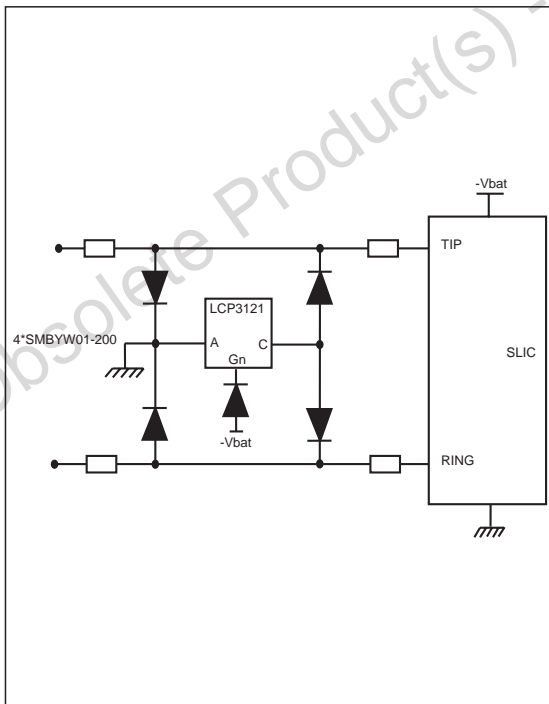 Obsolete Product(s) -
-Vbat
TIP
LCP3121
4*SMBYW01-200
A
C
Gn
SLIC
-Vbat
RING